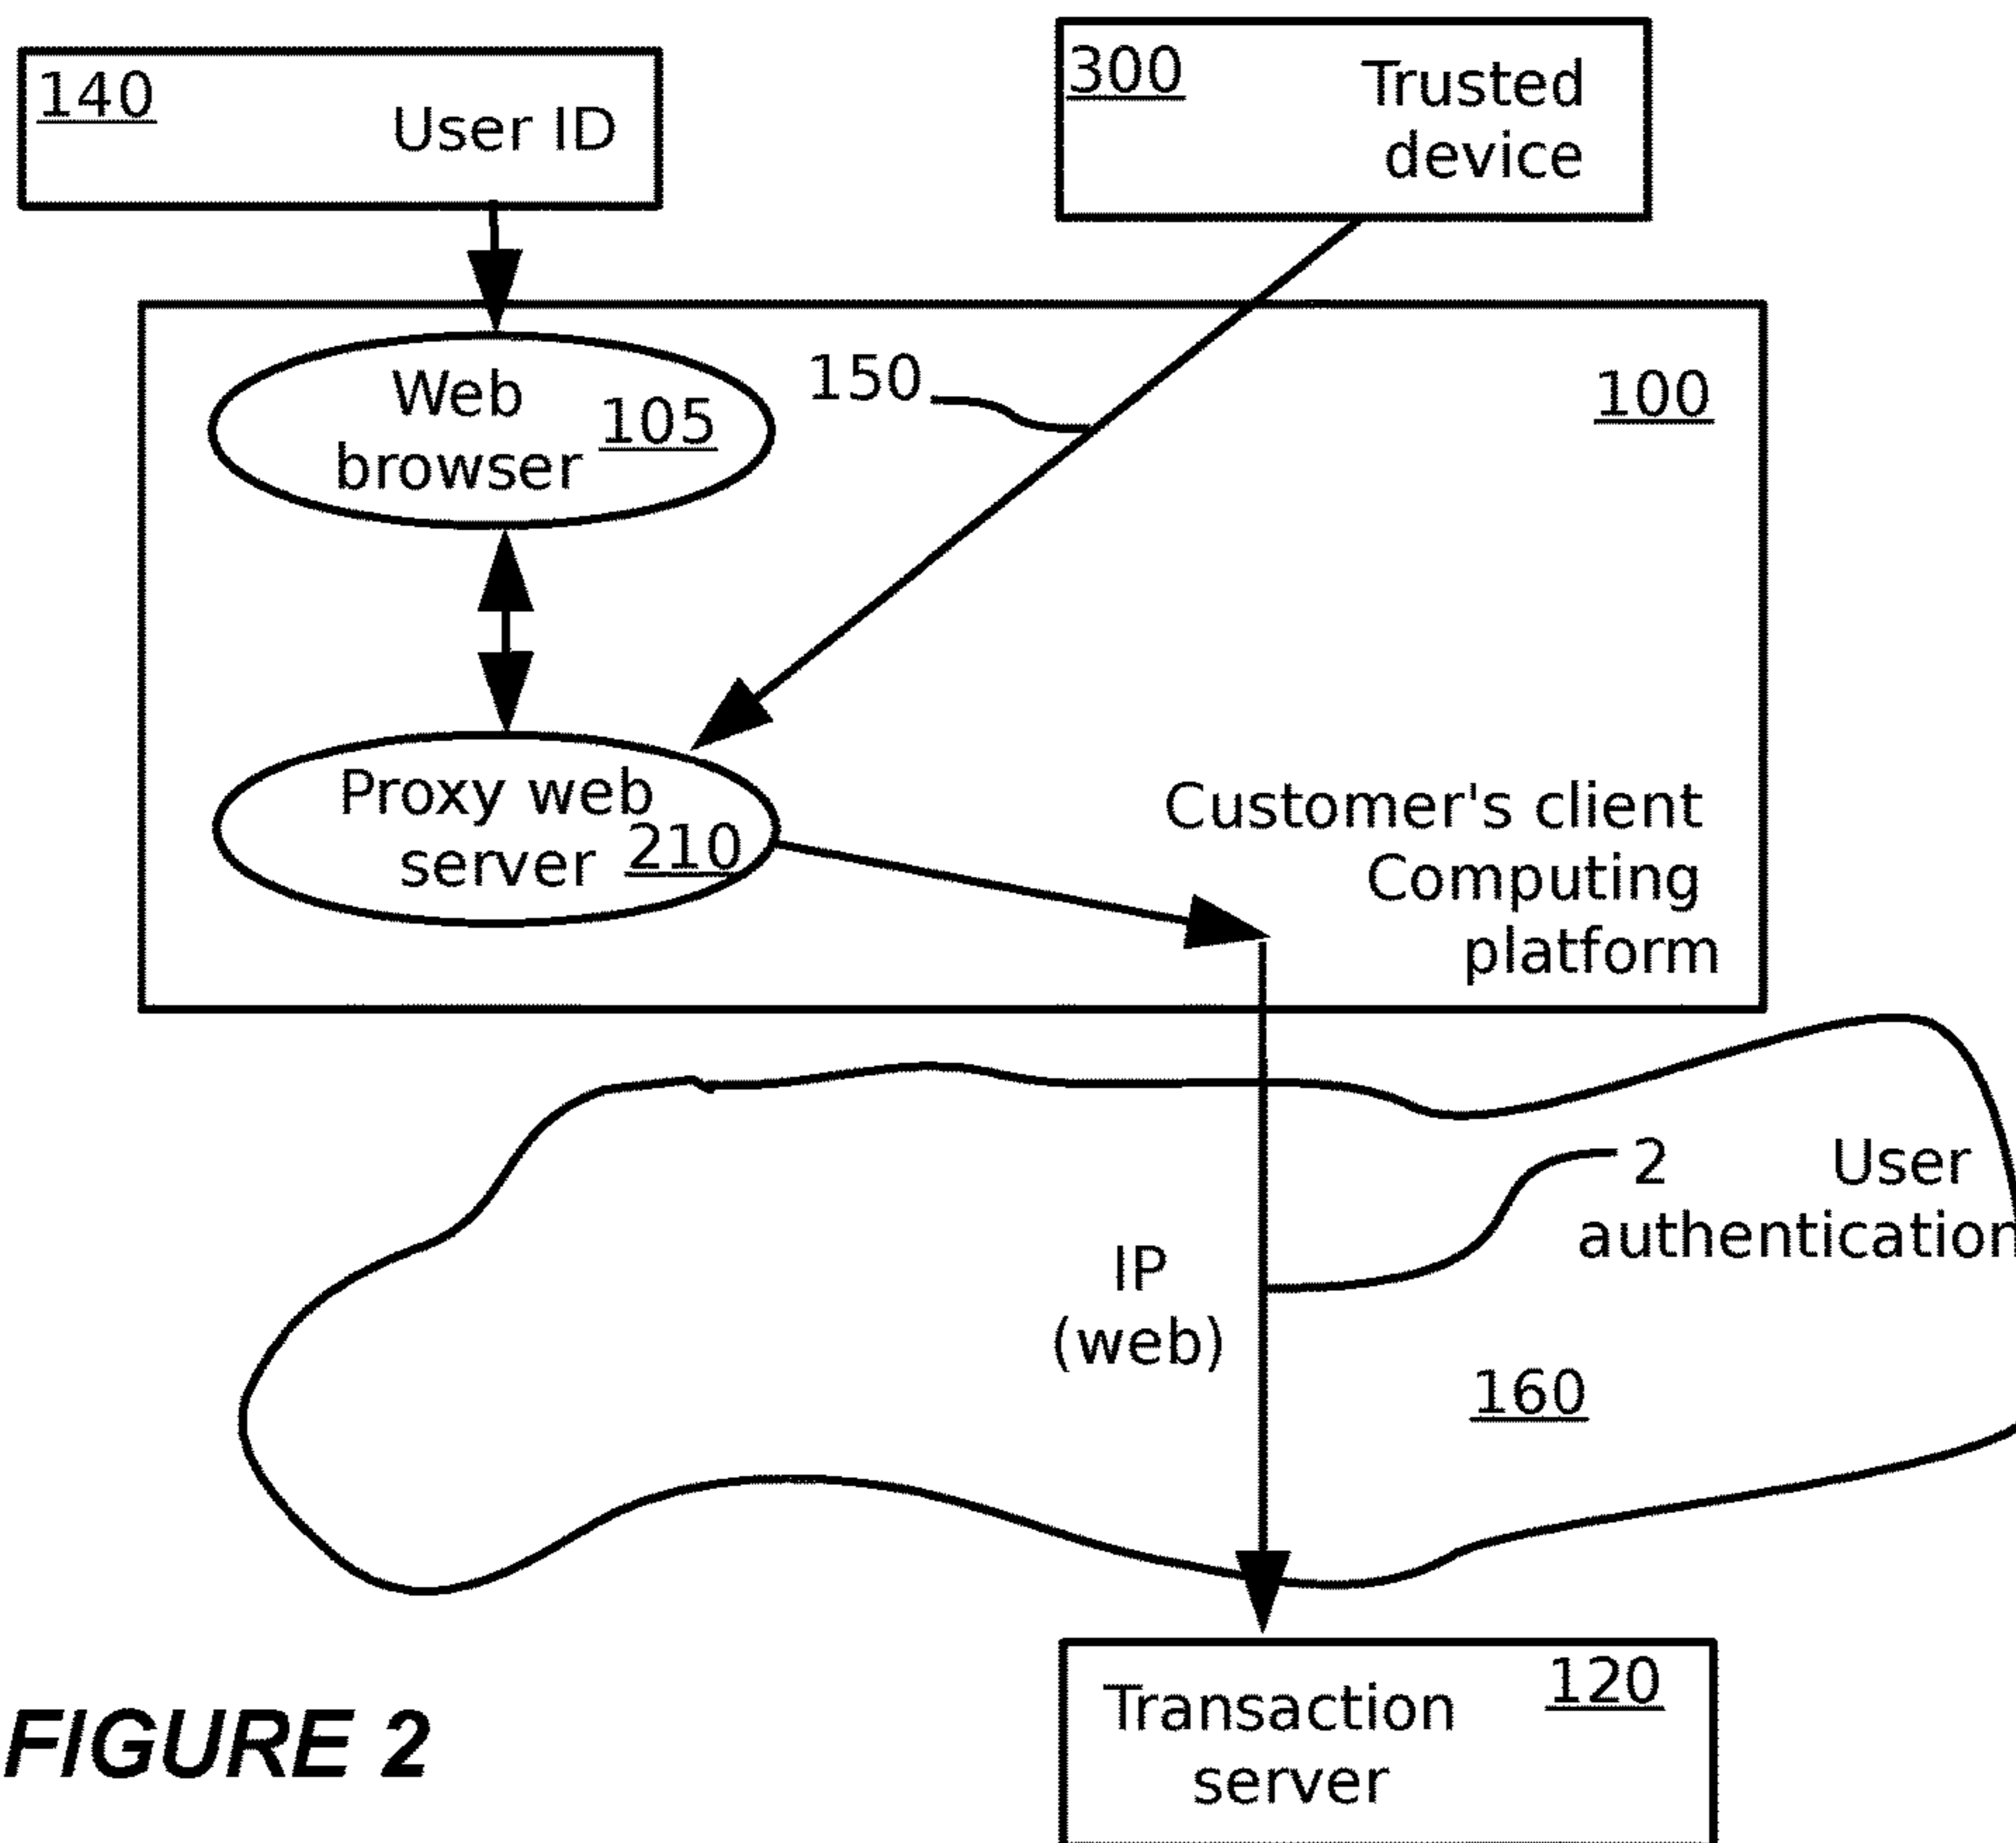 140
User ID
300
Trusted
device
Web
browser
105
150
100
Proxy web
server
210
Customer's client
Computing
platform
2
User
authentication
IP
(web)
160
Transaction
server
120
FIGURE 2